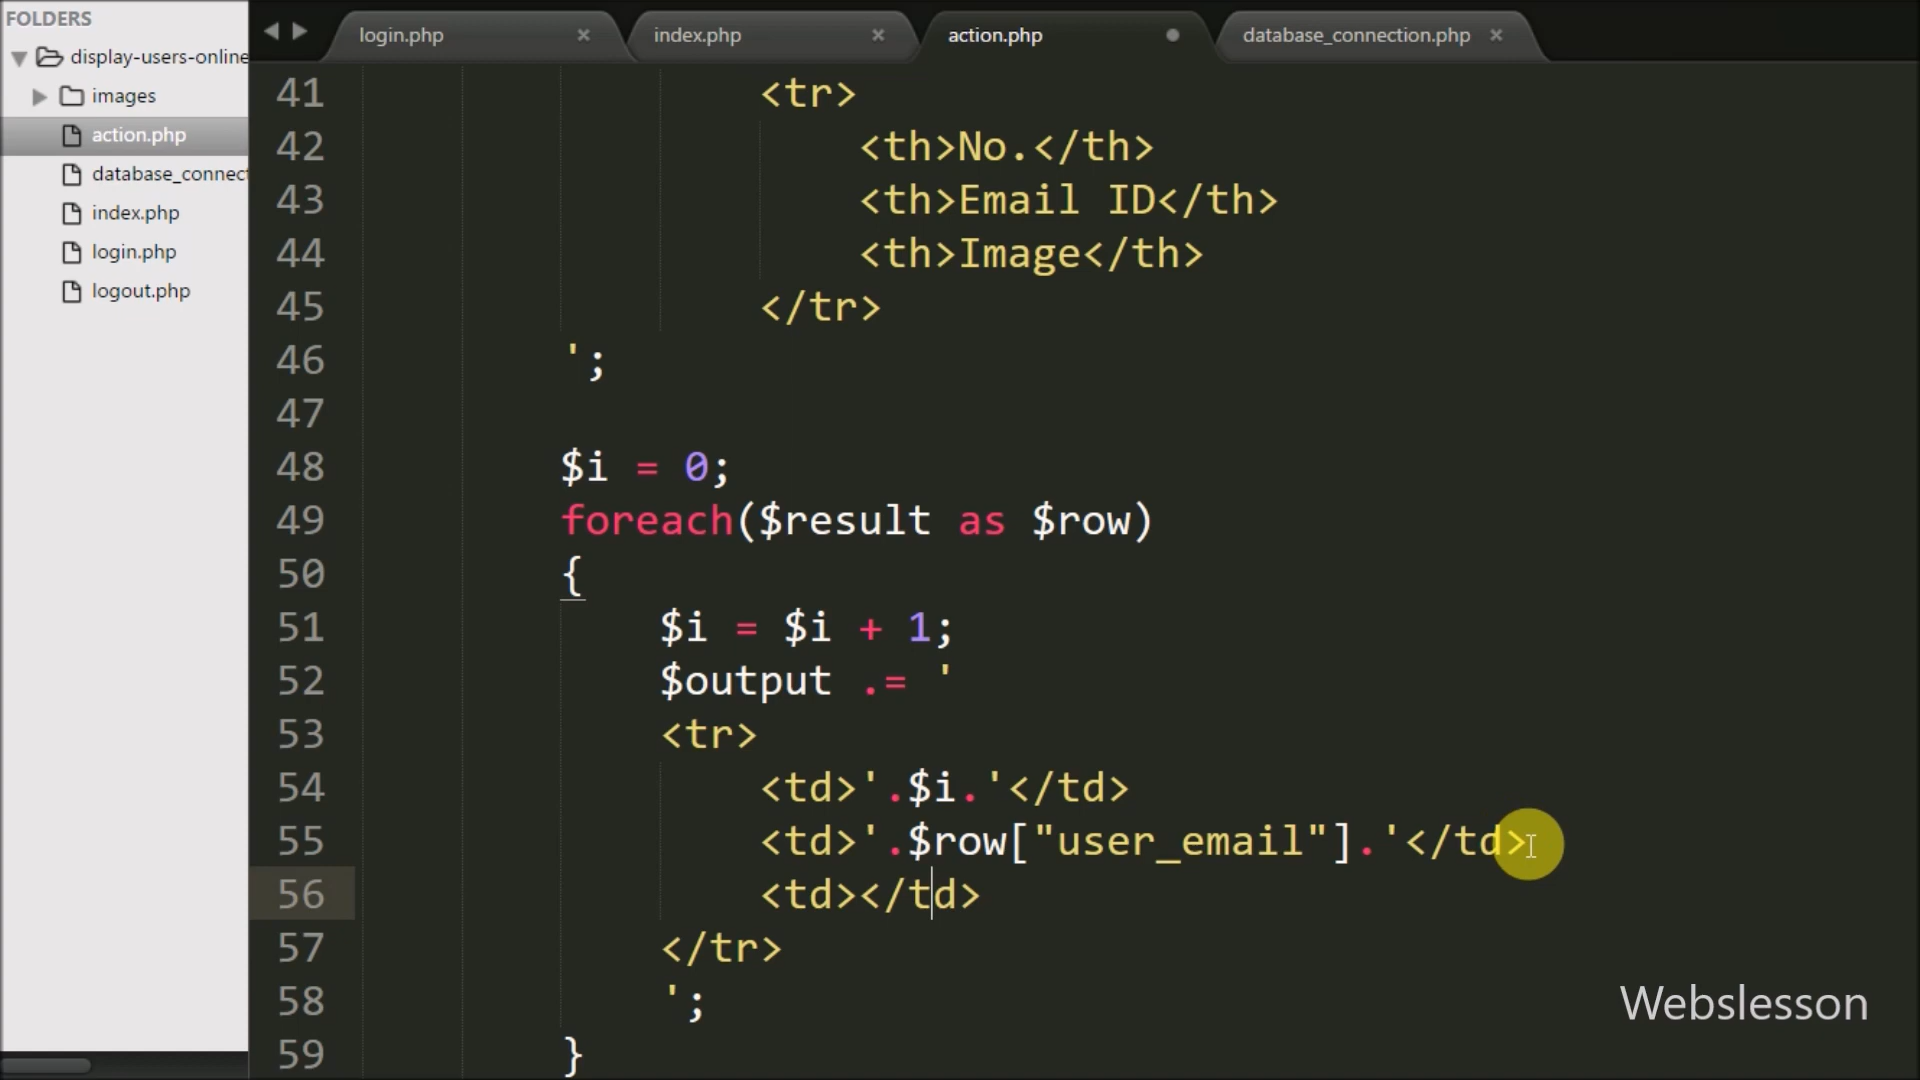 FOLDERS
display-users-online
images
action.php
database_connect
index.php
login.php
logout.php
login.php ×
index.php ×
action.php
database_connection.php ×
41 <tr>
42 <th>No.</th>
43 <th>Email ID</th>
44 <th>Image</th>
45 </tr>
46 ';
47
48 $i = 0;
49 foreach($result as $row)
50 {
51 $i = $i + 1;
52 $output .= '
53 <tr>
54 <td>'.$i.'</td>
55 <td>'.$row["user_email"].'</td>
56 <td></td>
57 </tr>
58 ';
59 }
Webslesson